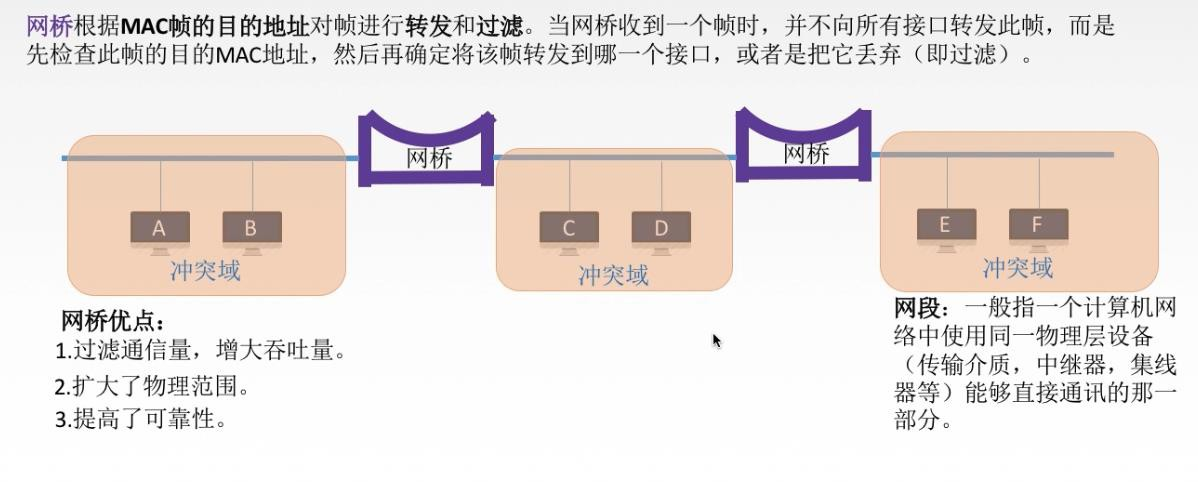 网桥根据MAC帧的目的地址对帧进行转发和过滤。当网桥收到一个帧时，并不向所有接口转发此帧，而是
先检查此帧的目的MAC地址，然后再确定将该帧转发到哪一个接口，或者是把它丢弃（即过滤）。
网桥
网桥
A
B
C
D
E
F
冲突域
冲突域
冲突域
网桥优点：
1.过滤通信量，增大吞吐量。
2.扩大了物理范围。
3.提高了可靠性。
网段：一般指一个计算机网
络中使用同一物理层设备
（传输介质，中继器，集线
器等）能够直接通讯的那一
部分。